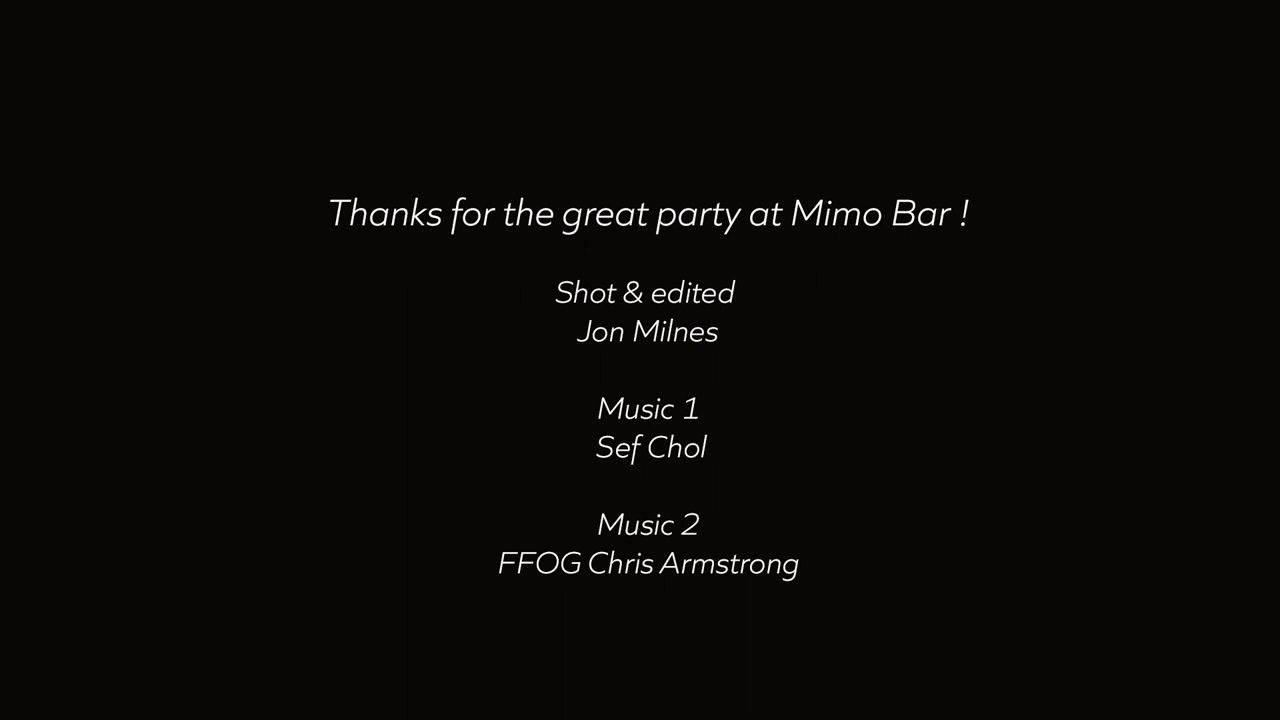 Thanks for the great party at Mimo Bar !
Shot & edited
Jon Milnes
Music 1
Sef Chol
Music 2
FFOG Chris Armstrong